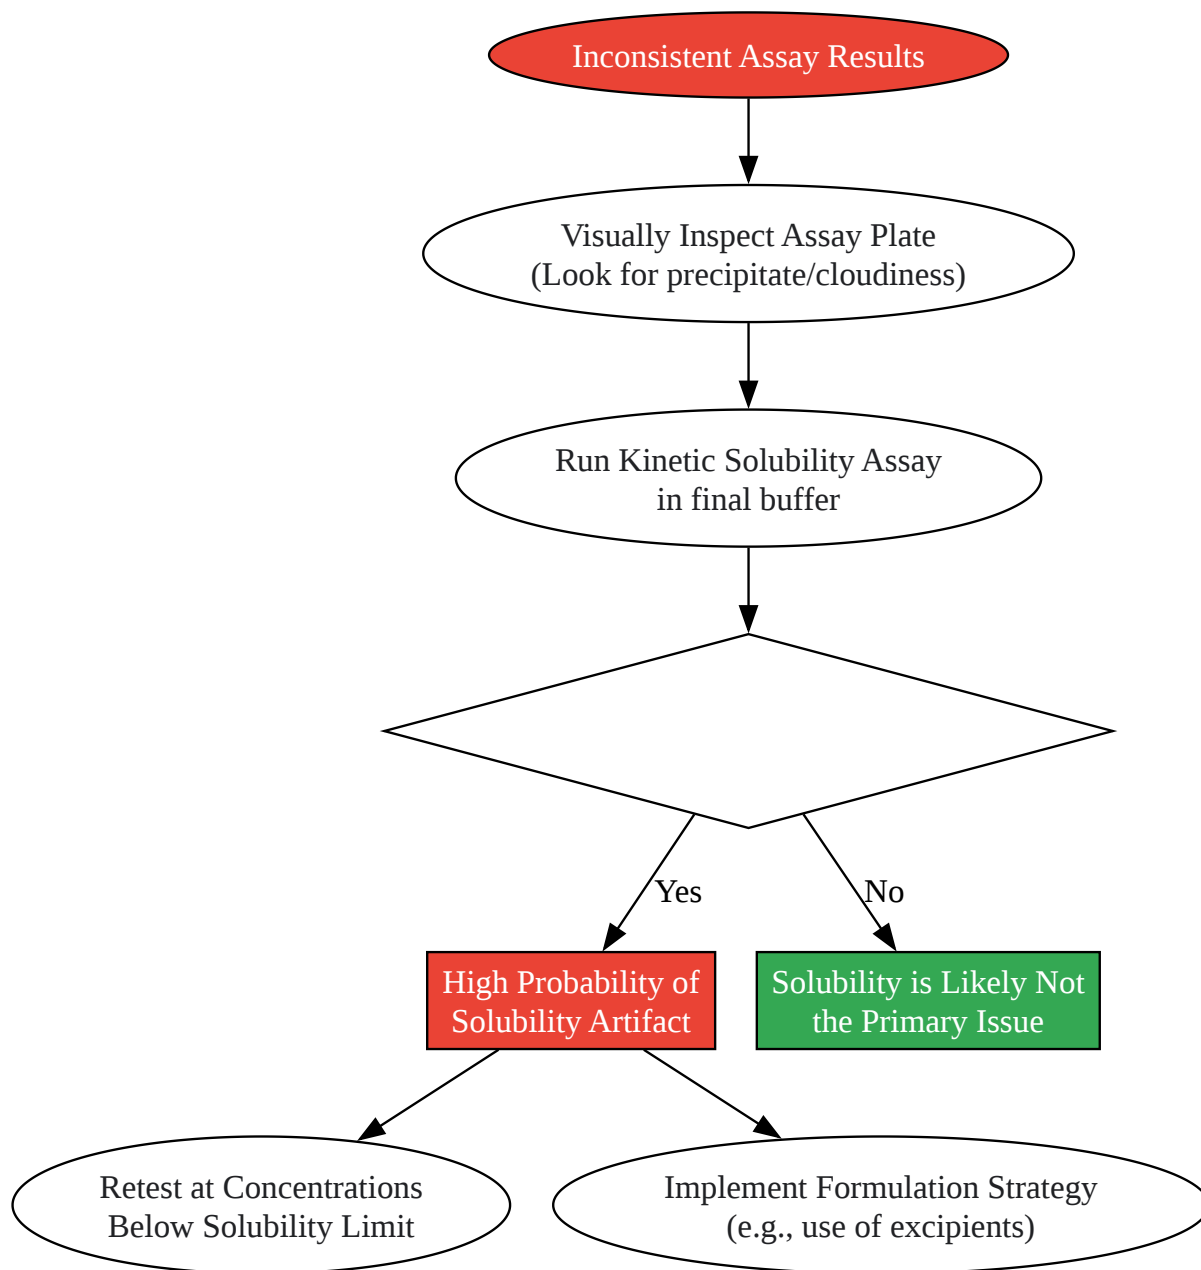 Inconsistent Assay Results
Visually Inspect Assay Plate
(Look for precipitate/cloudiness)
Run Kinetic Solubility Assay
in final buffer
Yes
No
High Probability of
Solubility Artifact
Solubility is Likely Not
the Primary Issue
Retest at Concentrations
Below Solubility Limit
Implement Formulation Strategy
(e.g., use of excipients)